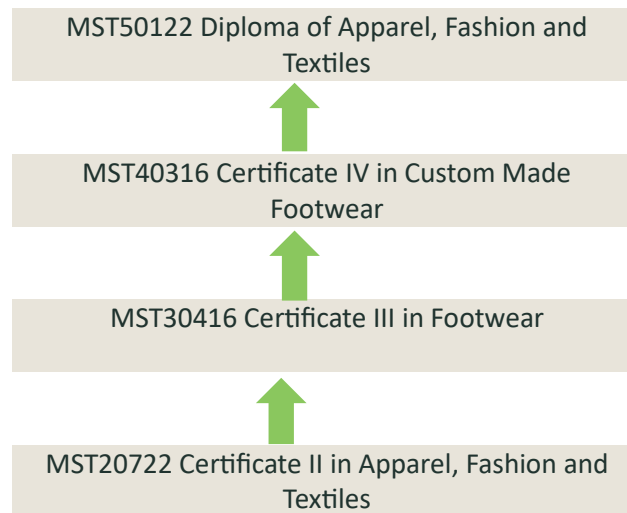 MST50122 Diploma of Apparel, Fashion and
Textiles
MST40316 Certificate IV in Custom Made
Footwear
MST30416 Certificate III in Footwear
MST20722 Certificate II in Apparel, Fashion and
Textiles